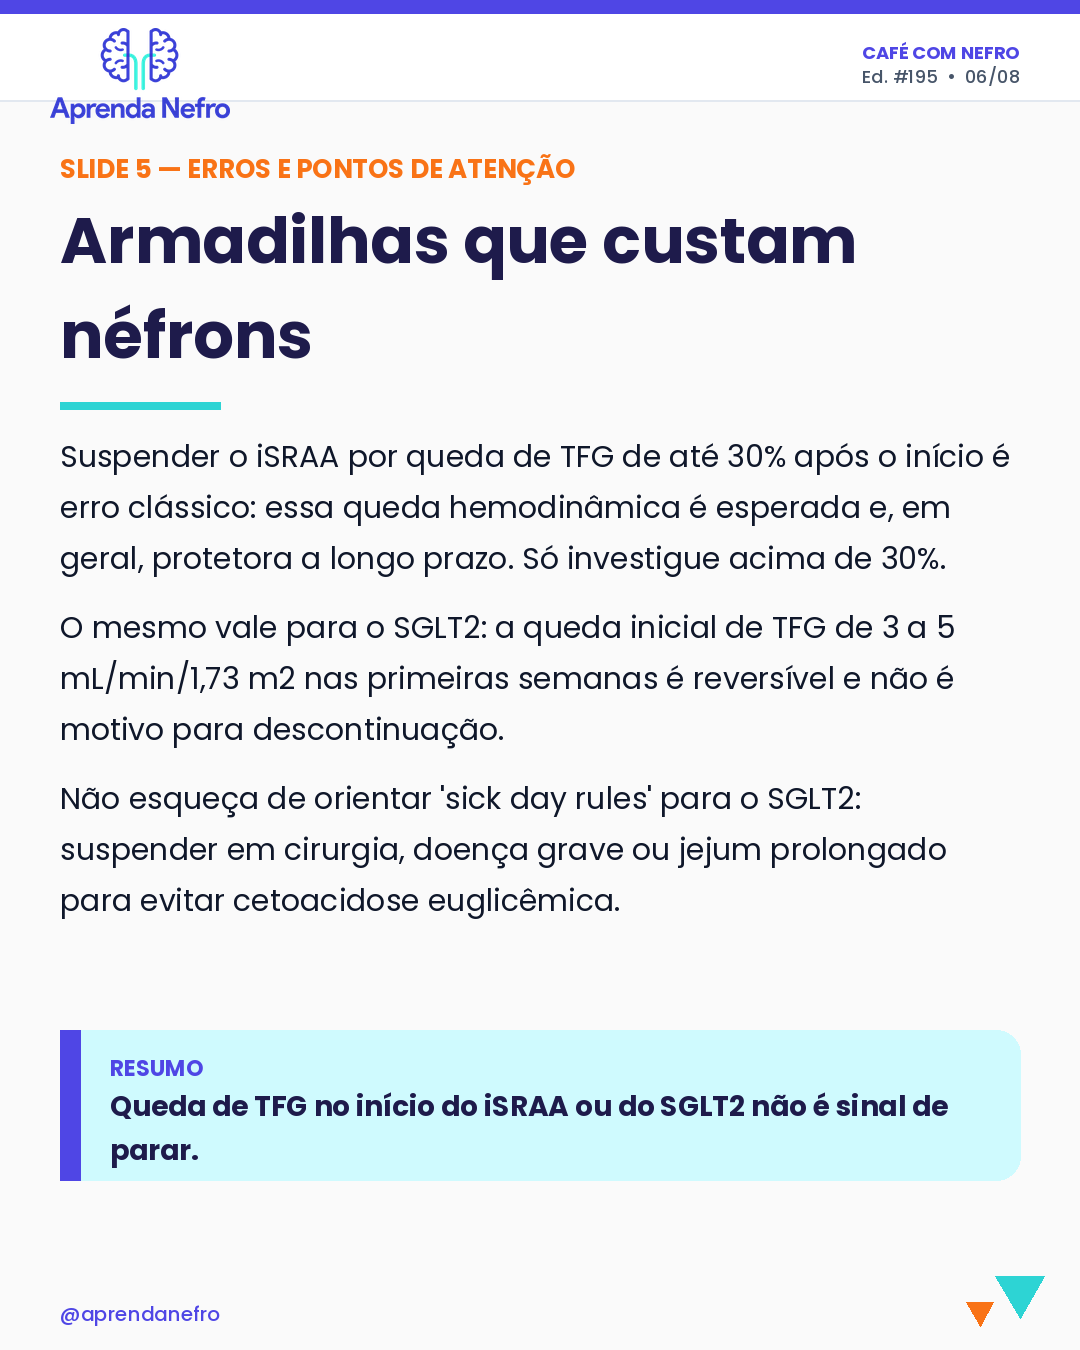 Aprenda Nefro
CAFÉ COM NEFRO
Ed. #195 • 06/08
SLIDE 5 — ERROS E PONTOS DE ATENÇÃO
Armadilhas que custam
néfrons
Suspender o iSRAA por queda de TFG de até 30% após o início é
erro clássico: essa queda hemodinâmica é esperada e, em
geral, protetora a longo prazo. Só investigue acima de 30%.
O mesmo vale para o SGLT2: a queda inicial de TFG de 3 a 5
mL/min/1,73 m2 nas primeiras semanas é reversível e não é
motivo para descontinuação.
Não esqueça de orientar 'sick day rules' para o SGLT2:
suspender em cirurgia, doença grave ou jejum prolongado
para evitar cetoacidose euglicêmica.
RESUMO
Queda de TFG no início do iSRAA ou do SGLT2 não é sinal de
parar.
@aprendanefro